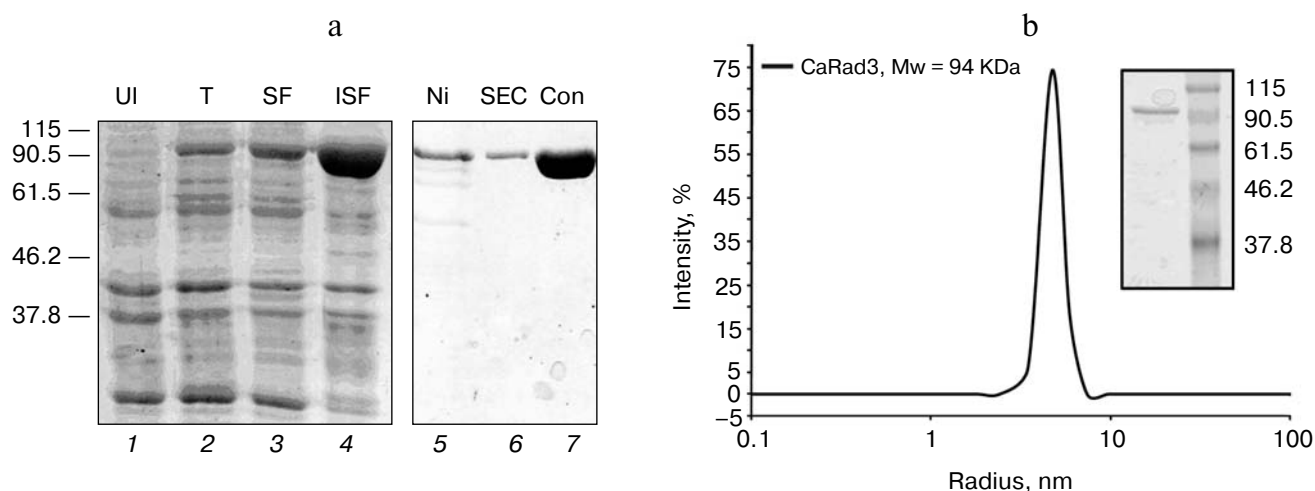 a
UI T SF ISF Ni SEC Con
115 —
90.5 —
61.5 —
46.2 —
37.8 —
1 2 3 4 5 6 7
b
CaRad3, Mw = 94 KDa
Intensity, %
75
65
55
45
35
25
15
5
0
–5
0.1 1 10 100
Radius, nm
115
90.5
61.5
46.2
37.8